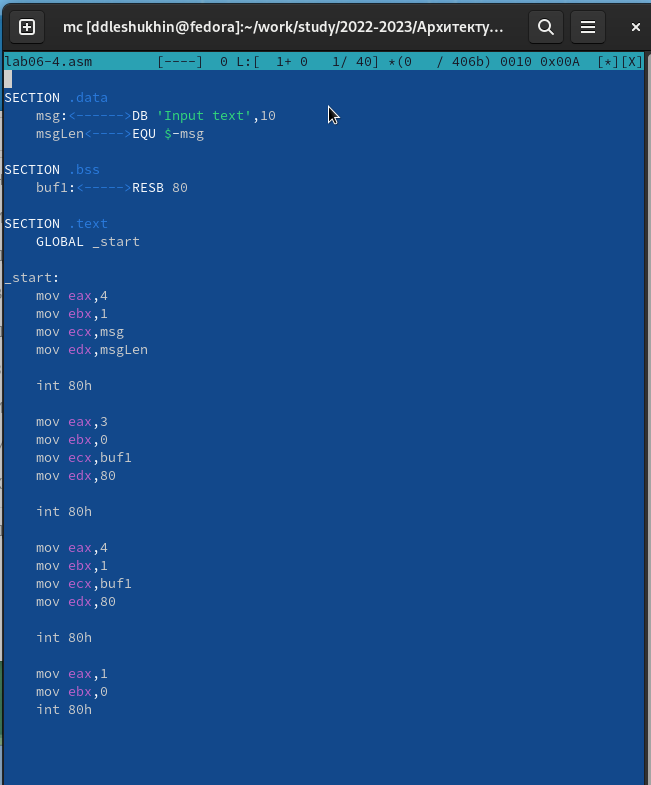 mc [ddleshukhin@fedora]:~/work/study/2022-2023/Архитекту…
lab06-4.asm [----] 0 L:[ 1+ 0 1/ 40] *(0 / 406b) 0010 0x00A [*][X]
SECTION .data
msg:<------>DB 'Input text',10
msgLen<---->EQU $-msg
SECTION .bss
buf1:<----->RESB 80
SECTION .text
GLOBAL _start
_start:
mov eax,4
mov ebx,1
mov ecx,msg
mov edx,msgLen
int 80h
mov eax,3
mov ebx,0
mov ecx,buf1
mov edx,80
int 80h
mov eax,4
mov ebx,1
mov ecx,buf1
mov edx,80
int 80h
mov eax,1
mov ebx,0
int 80h